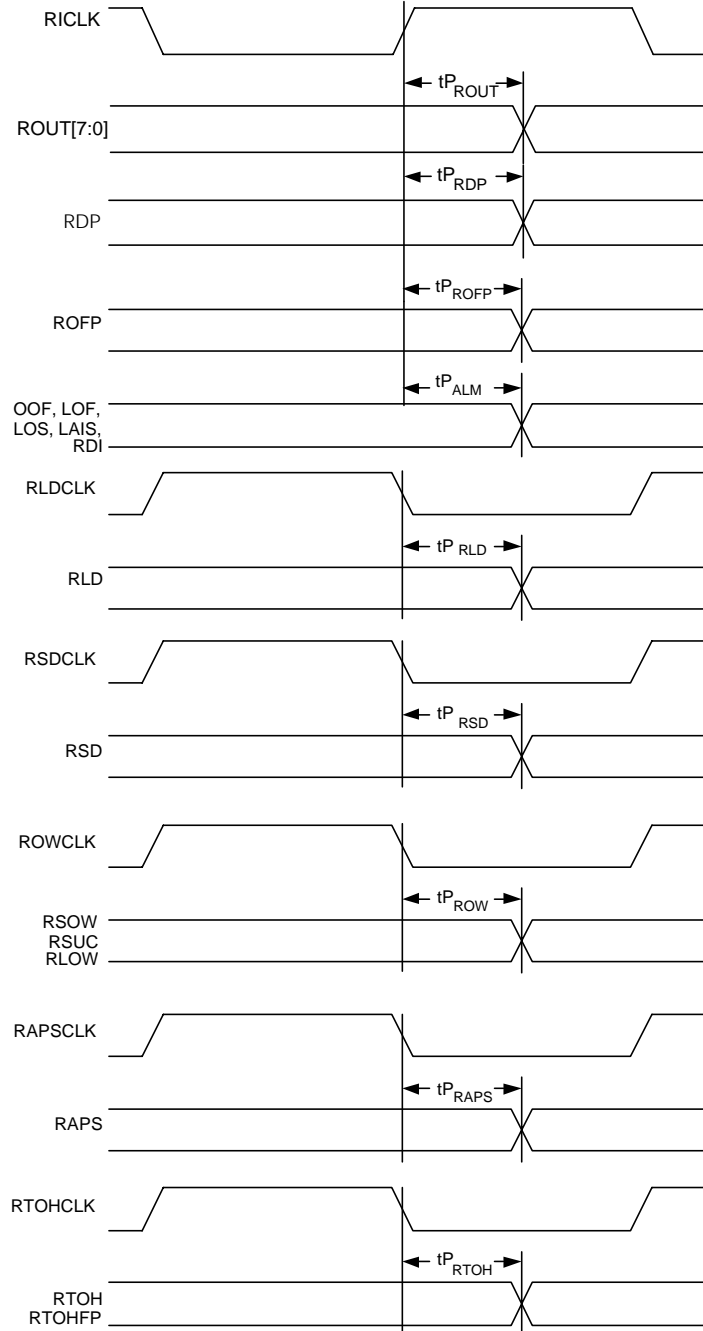 RICLK
tPROUT
ROUT[7:0]
tPRDP
RDP
tPROFP
ROFP
tPALM
OOF, LOF,
LOS, LAIS,
RDI
RLDCLK
tP RLD
RLD
RSDCLK
tP RSD
RSD
ROWCLK
tPROW
RSOW
RSUC
RLOW
RAPSCLK
tPRAPS
RAPS
RTOHCLK
tPRTOH
RTOH
RTOHFP